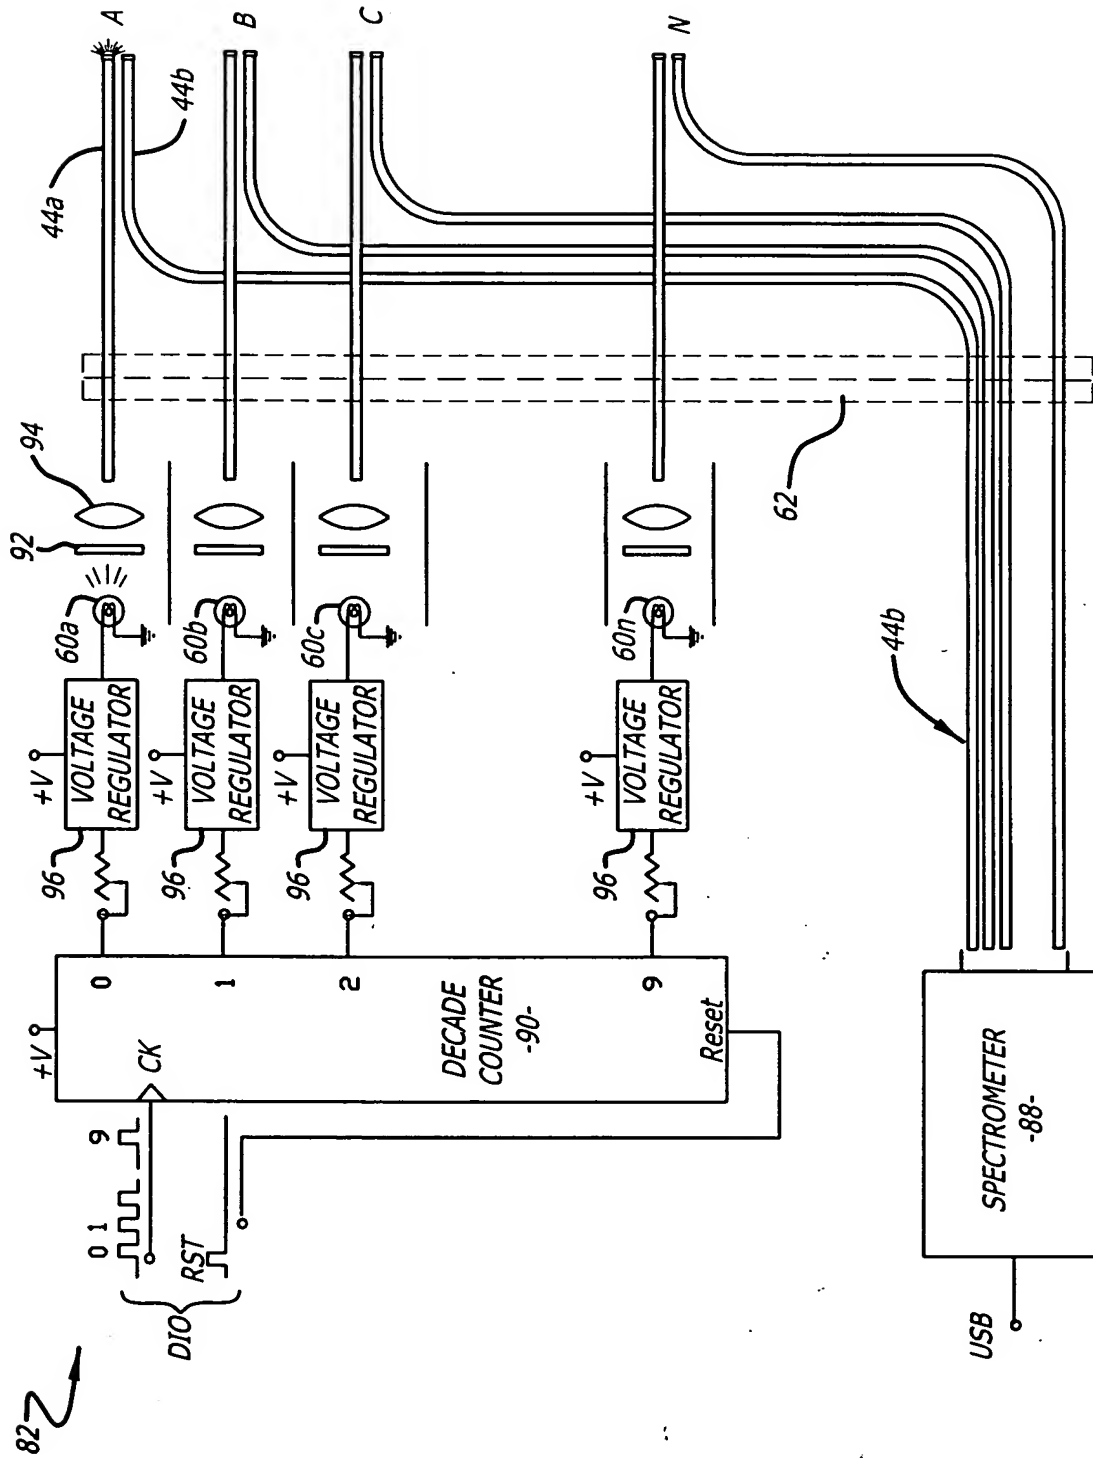 82
DIO
0 1 9
RST
CK
+V
DECADE
COUNTER
-90-
Reset
0
1
2
9
96
96
96
96
+V
VOLTAGE
REGULATOR
+V
VOLTAGE
REGULATOR
+V
VOLTAGE
REGULATOR
+V
VOLTAGE
REGULATOR
60a
60b
60c
60n
92
94
62
44a
44b
A
B
C
N
44b
SPECTROMETER
-88-
USB